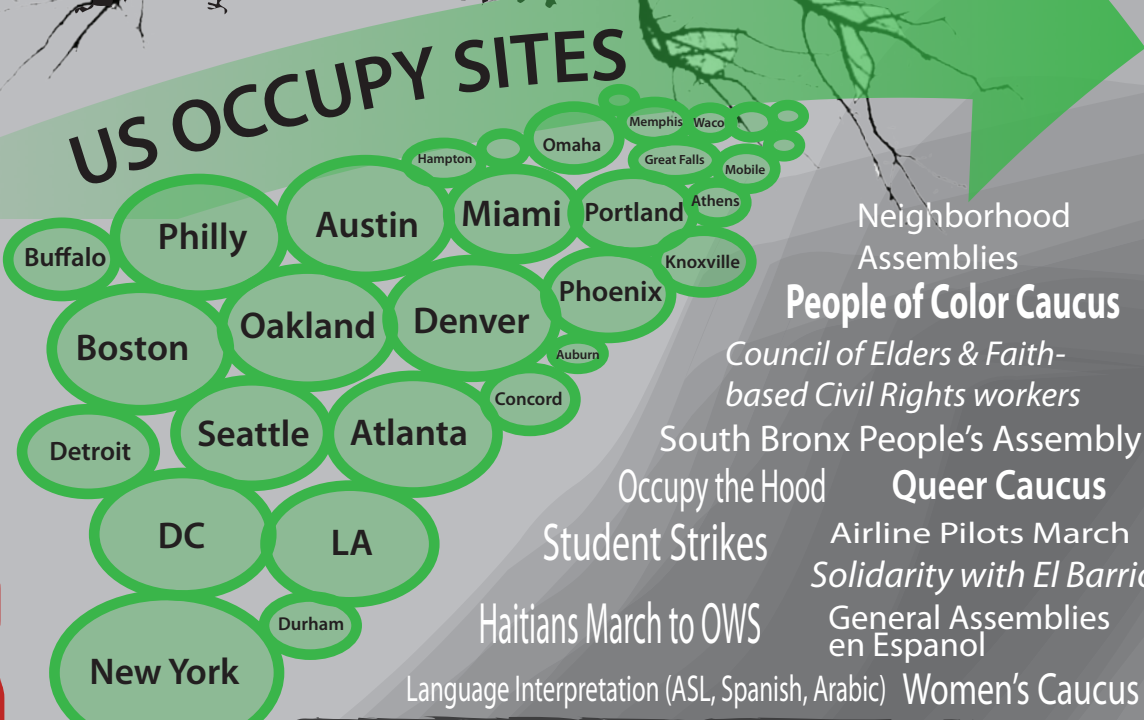 US OCCUPY SITES
Memphis
Waco
Omaha
Hampton
Great Falls
Mobile
Athens
Austin
Miami
Portland
Philly
Buffalo
Knoxville
Phoenix
Denver
Oakland
Boston
Auburn
Concord
Seattle
Atlanta
Detroit
DC
LA
Durham
New York
Neighborhood
Assemblies
People of Color Caucus
Council of Elders & Faith-
based Civil Rights workers
South Bronx People's Assembly
Occupy the Hood
Queer Caucus
Student Strikes
Airline Pilots March
Solidarity with El Barrio
Haitians March to OWS
General Assemblies
en Espanol
Language Interpretation (ASL, Spanish, Arabic)
Women's Caucus